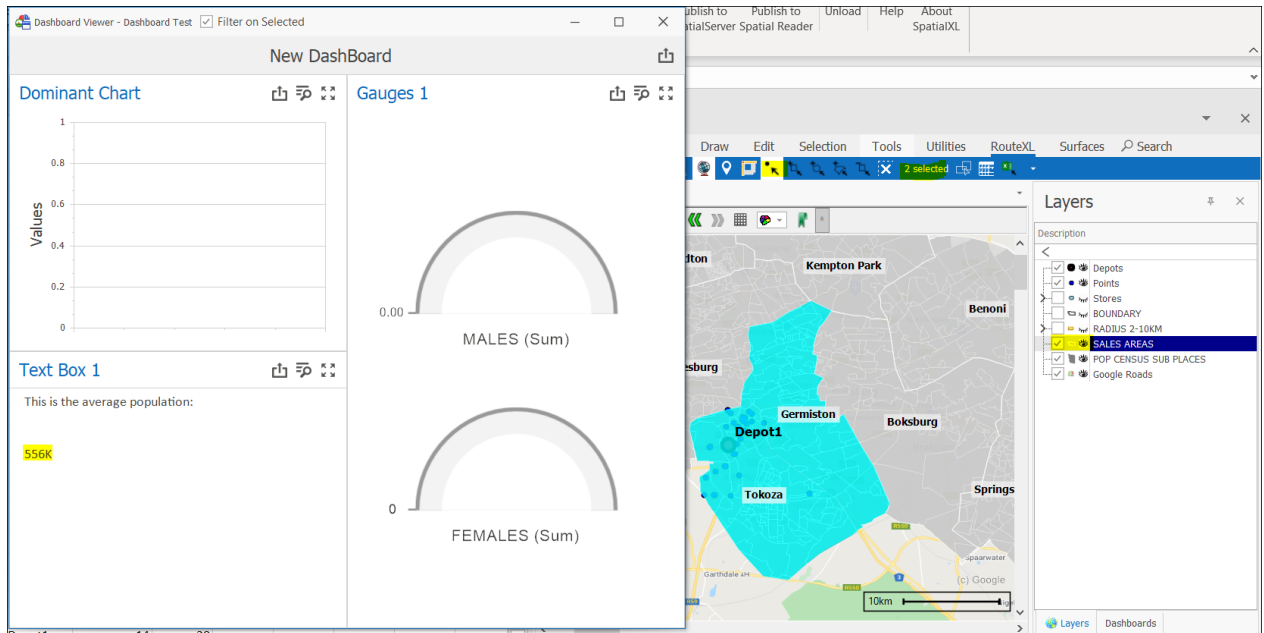 Dashboard Viewer - Dashboard Test Filter on Selected
New DashBoard
Dominant Chart
1
0.8
0.6
0.4
0.2
0
Values
Gauges 1
0.00
MALES (Sum)
0
FEMALES (Sum)
Text Box 1
This is the average population:
556K
Publish to Unload Help About
Spatial Reader SpatialXL
Draw Edit Selection Tools Utilities RouteXL Surfaces Search
2 selected
Kempton Park
Benoni
Germiston
Boksburg
Depot1
Tokoza
Springs
Spaarwater
Garthdale AH
(c) Google
10km
Layers
Description
Depots
Points
Stores
BOUNDARY
RADIUS 2-10KM
SALES AREAS
POP CENSUS SUB PLACES
Google Roads
Layers Dashboards